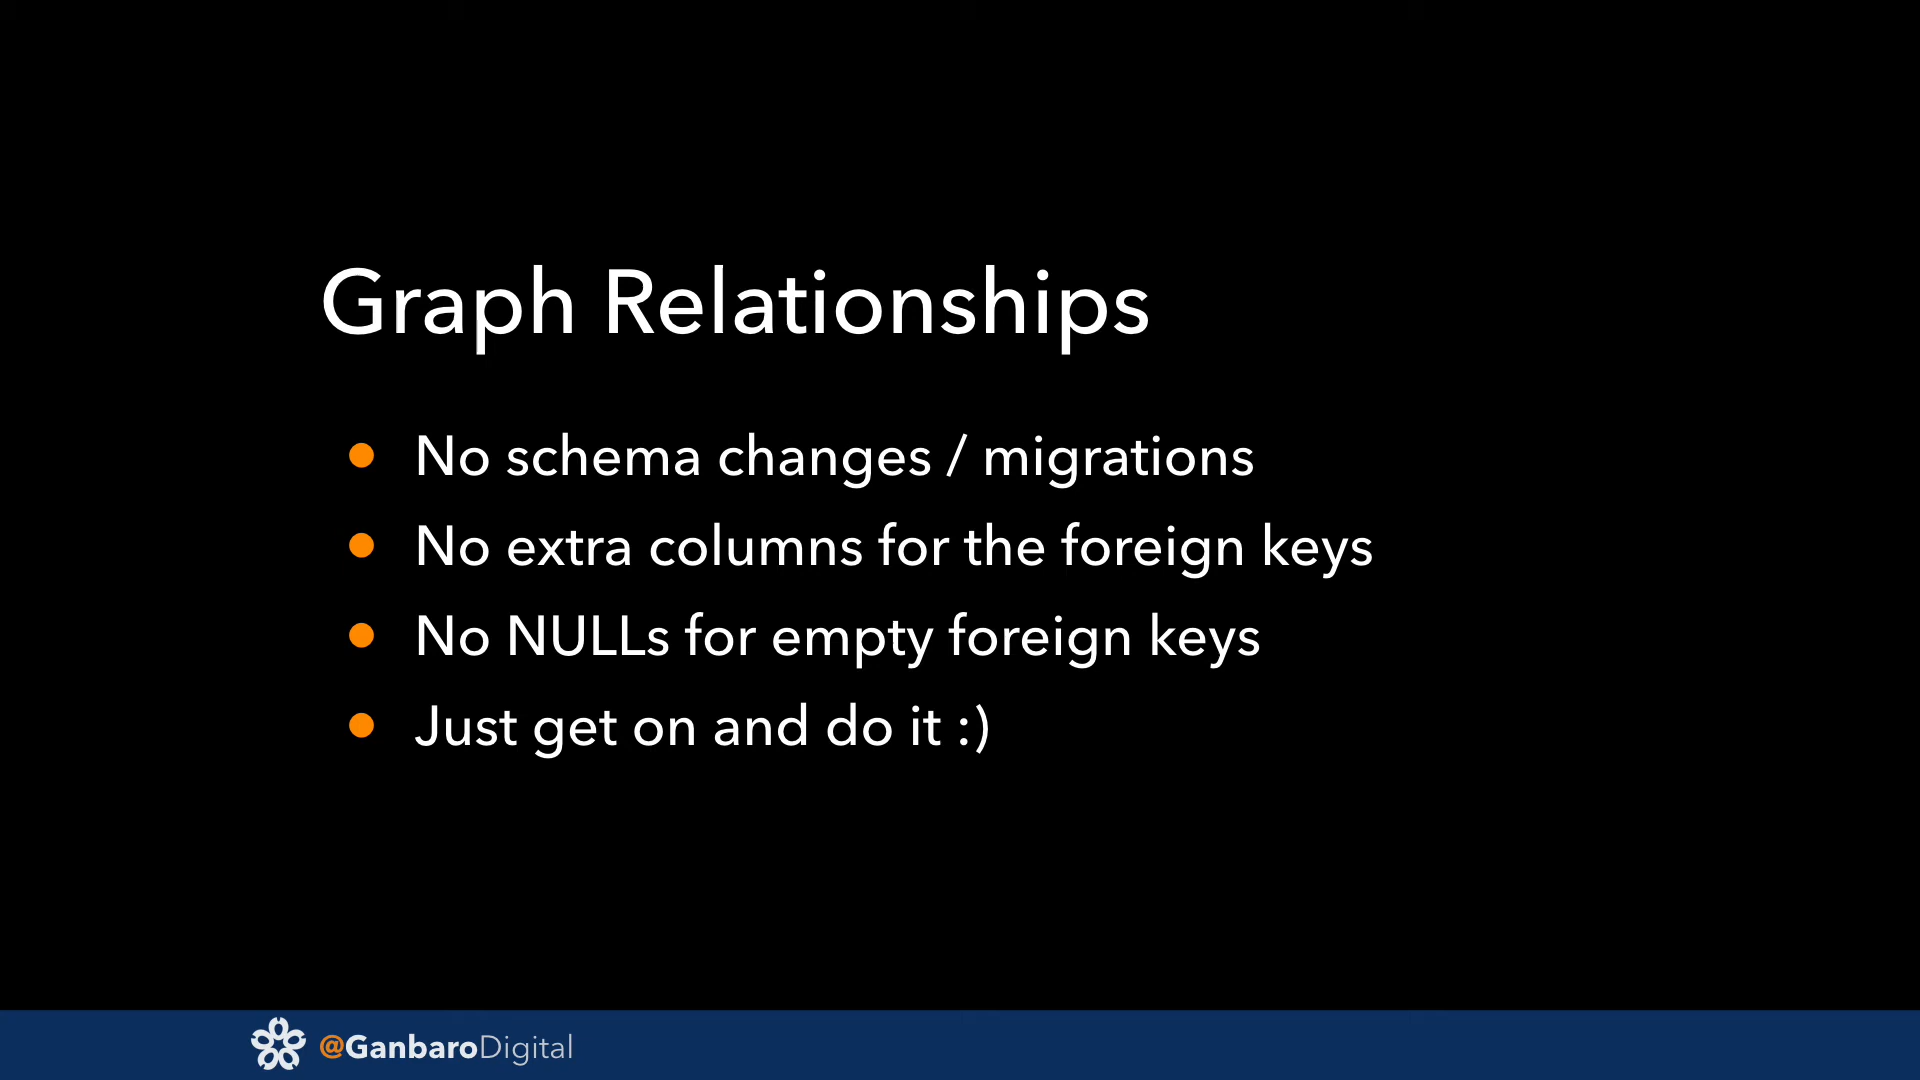 Graph Relationships
No schema changes / migrations
No extra columns for the foreign keys
No NULLs for empty foreign keys
Just get on and do it :)
@GanbaroDigital